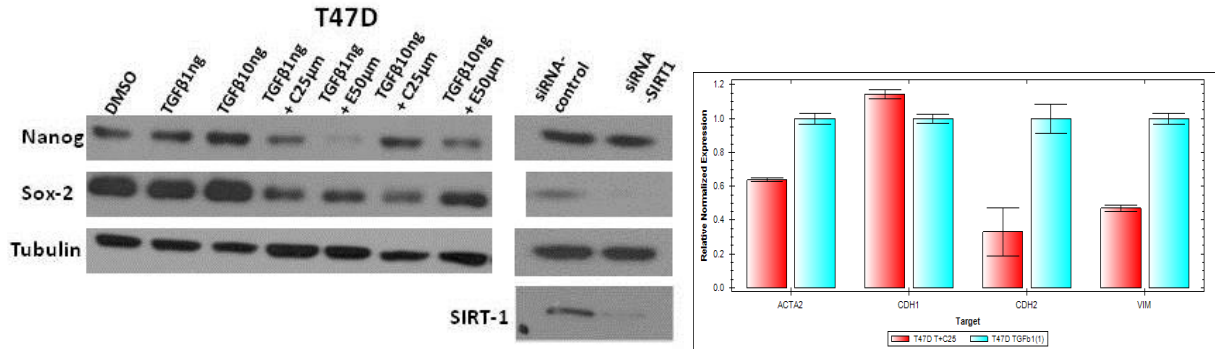 T47D
DMSO
TGFβ1ng
TGFβ10ng
TGFβ1ng
+ C25μm
TGFβ1ng
+ E50μm
TGFβ10ng
+ C25μm
TGFβ10ng
+ E50μm
siRNA-
control
siRNA
-SIRT1
Nanog
Sox-2
Tubulin
SIRT-1
Relative Normalized Expression
1.4
1.2
1.0
0.8
0.6
0.4
0.2
0.0
ACTA2 CDH1 CDH2 VIM
Target
T47D T+C25 T47D TGFb1(1)